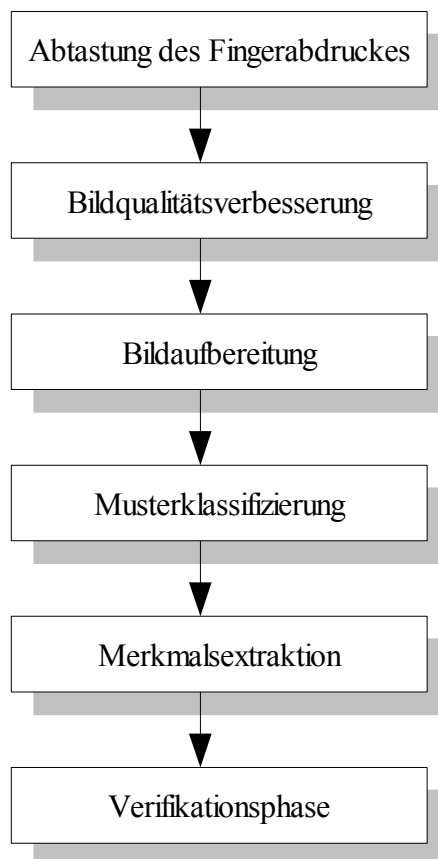 Abtastung des Fingerabdruckes
Bildqualitätsverbesserung
Bildaufbereitung
Musterklassifizierung
Merkmalsextraktion
Verifikationsphase